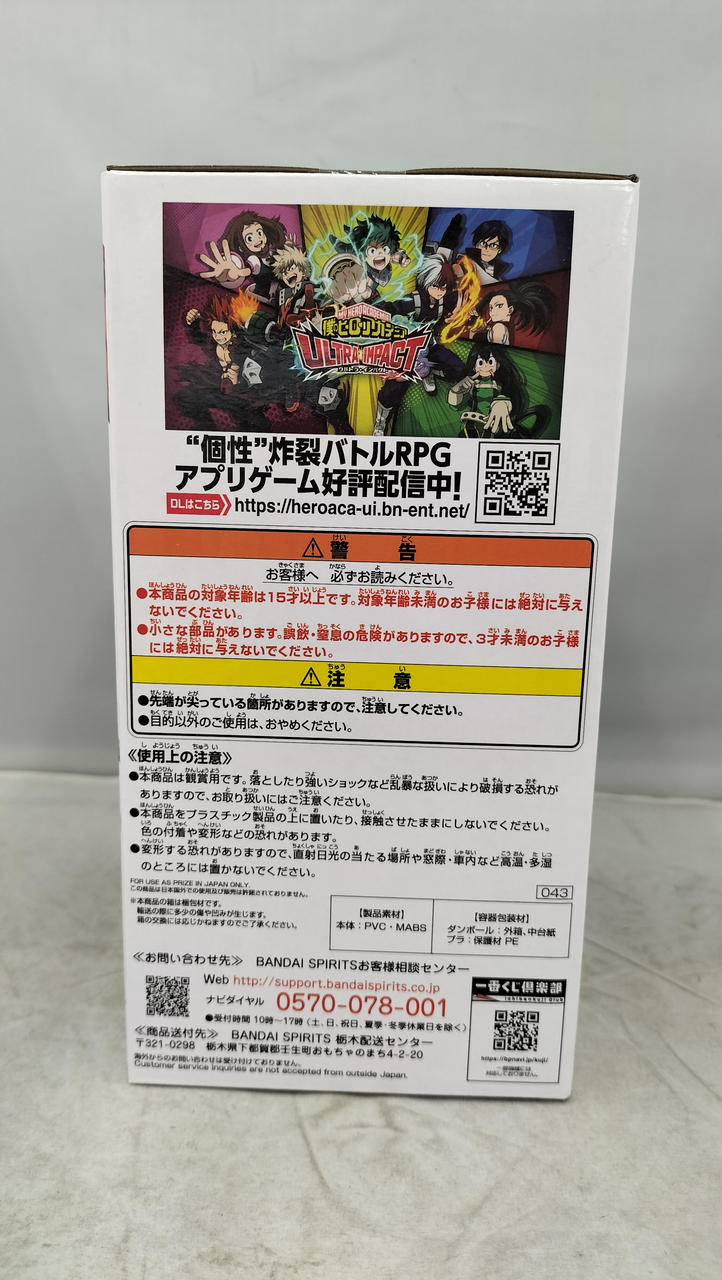 MY HERO ACADEMIA
僕のヒーローアカデミア
ULTRA IMPACT
ウルトラインパクト
“個性”炸裂バトルRPG
アプリゲーム好評配信中!
DLはこちら https://heroaca-ui.bn-ent.net/
⚠警告
お客様へ 必ずお読みください。
●本商品の対象年齢は15才以上です。対象年齢未満のお子様には絶対に与え
ないでください。
●小さな部品があります。誤飲・窒息の危険がありますので、3才未満のお子様
には絶対に与えないでください。
⚠注意
●先端が尖っている箇所がありますので、注意してください。
●目的以外のご使用は、おやめください。
《使用上の注意》
●本商品は観賞用です。落としたり強いショックなど乱暴な扱いにより破損する恐れが
ありますので、お取り扱いにはご注意ください。
●本商品をプラスチック製品の上に置いたり、接触させたままにしないでください。
色の付着や変形などの恐れがあります。
●変形する恐れがありますので、直射日光の当たる場所や窓際・車内など高温・多湿
のところには置かないでください。
FOR USE AS PRIZE IN JAPAN ONLY.
この商品は日本国外での使用及び販売は許諾されておりません。
043
※本商品の箱は梱包材です。
輸送の際に多少の傷や凹みが生じます。
箱の交換には応じかねますのでご了承ください。
【製品素材】
本体:PVC・MABS
【容器包装材】
ダンボール:外箱、中台紙
プラ:保護材 PE
≪お問い合わせ先≫ BANDAI SPIRITSお客様相談センター
Web http://support.bandaispirits.co.jp
ナビダイヤル 0570-078-001
●受付時間 10時～17時(土、日、祝日、夏季・冬季休業日を除く)
≪商品送付先≫ BANDAI SPIRITS 栃木配送センター
〒321-0298 栃木県下都賀郡壬生町おもちゃのまち4-2-20
海外からのお問い合わせは受け付けておりません。
Customer service inquiries are not accepted from outside Japan.
一番くじ倶楽部
ichibankuji club
https://bpnavi.jp/kuji/
一部機種には
対応しておりません。